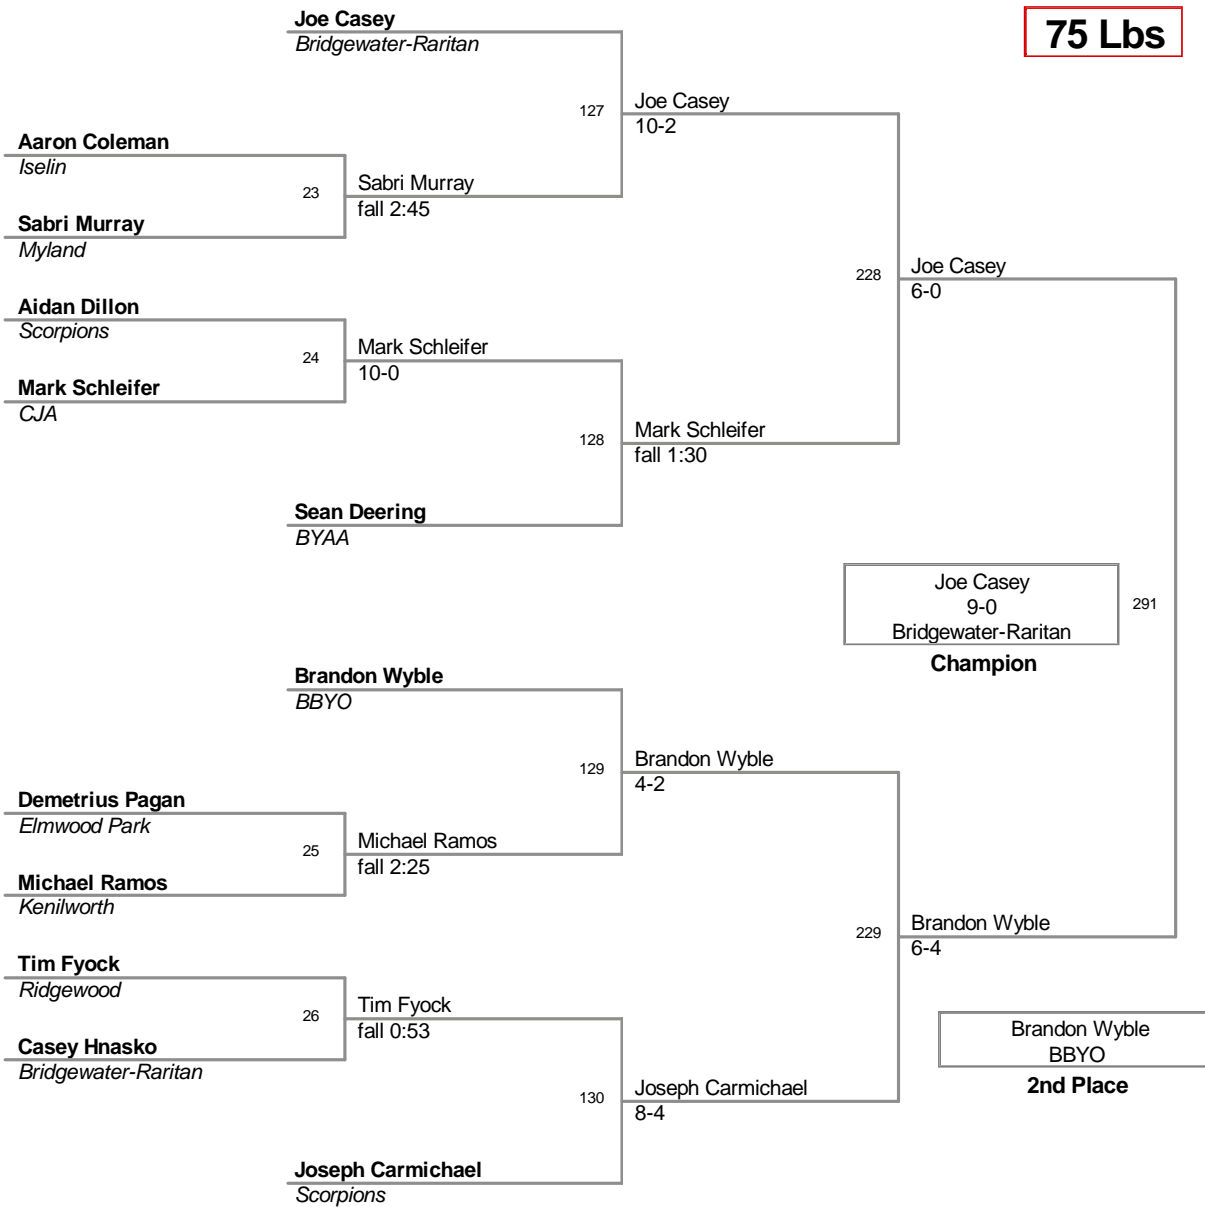 Joe Casey
Bridgewater-Raritan
75 Lbs
127
Joe Casey
10-2
Aaron Coleman
Iselin
23
Sabri Murray
fall 2:45
Sabri Murray
Myland
228
Joe Casey
6-0
Aidan Dillon
Scorpions
24
Mark Schleifer
10-0
Mark Schleifer
CJA
128
Mark Schleifer
fall 1:30
Sean Deering
BYAA
Joe Casey
9-0
Bridgewater-Raritan
291
Champion
Brandon Wyble
BBYO
129
Brandon Wyble
4-2
Demetrius Pagan
Elmwood Park
25
Michael Ramos
fall 2:25
Michael Ramos
Kenilworth
229
Brandon Wyble
6-4
Tim Fyock
Ridgewood
26
Tim Fyock
fall 0:53
Casey Hnasko
Bridgewater-Raritan
Brandon Wyble
BBYO
2nd Place
130
Joseph Carmichael
8-4
Joseph Carmichael
Scorpions